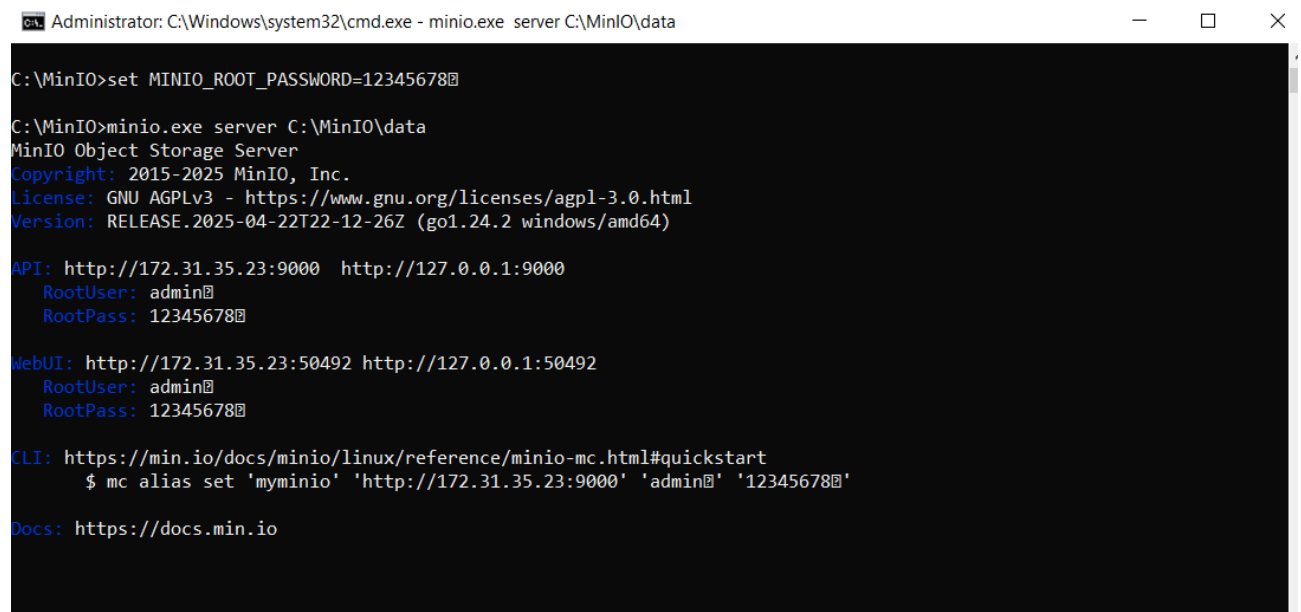 Administrator: C:\Windows\system32\cmd.exe - minio.exe  server C:\MinIO\data
C:\MinIO>set MINIO_ROOT_PASSWORD=12345678⍰
C:\MinIO>minio.exe server C:\MinIO\data
MinIO Object Storage Server
Copyright: 2015-2025 MinIO, Inc.
License: GNU AGPLv3 - https://www.gnu.org/licenses/agpl-3.0.html
Version: RELEASE.2025-04-22T22-12-26Z (go1.24.2 windows/amd64)
API: http://172.31.35.23:9000  http://127.0.0.1:9000
RootUser: admin⍰
RootPass: 12345678⍰
WebUI: http://172.31.35.23:50492 http://127.0.0.1:50492
RootUser: admin⍰
RootPass: 12345678⍰
CLI: https://min.io/docs/minio/linux/reference/minio-mc.html#quickstart
$ mc alias set 'myminio' 'http://172.31.35.23:9000' 'admin⍰' '12345678⍰'
Docs: https://docs.min.io